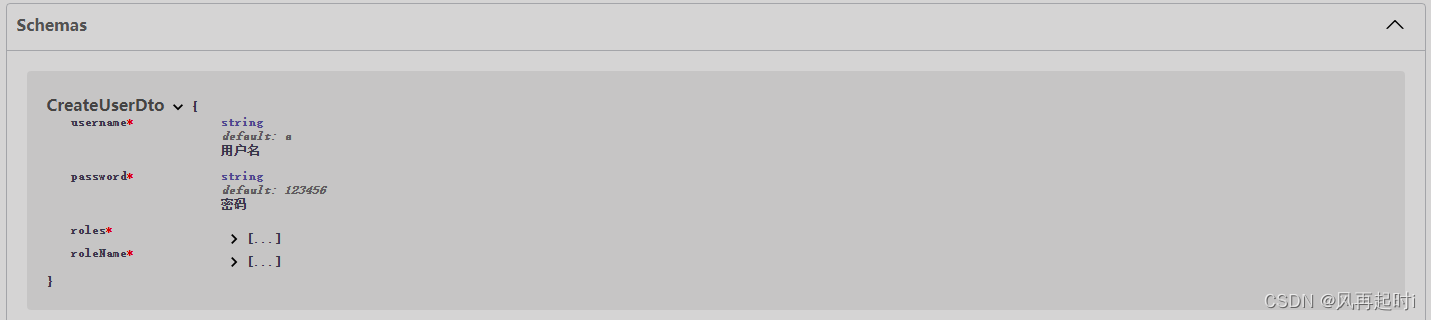 Schemas
CreateUserDto {
username* string
default: a
用户名
password* string
default: 123456
密码
roles* [...]
roleName* [...]
}
CSDN @风再起时i